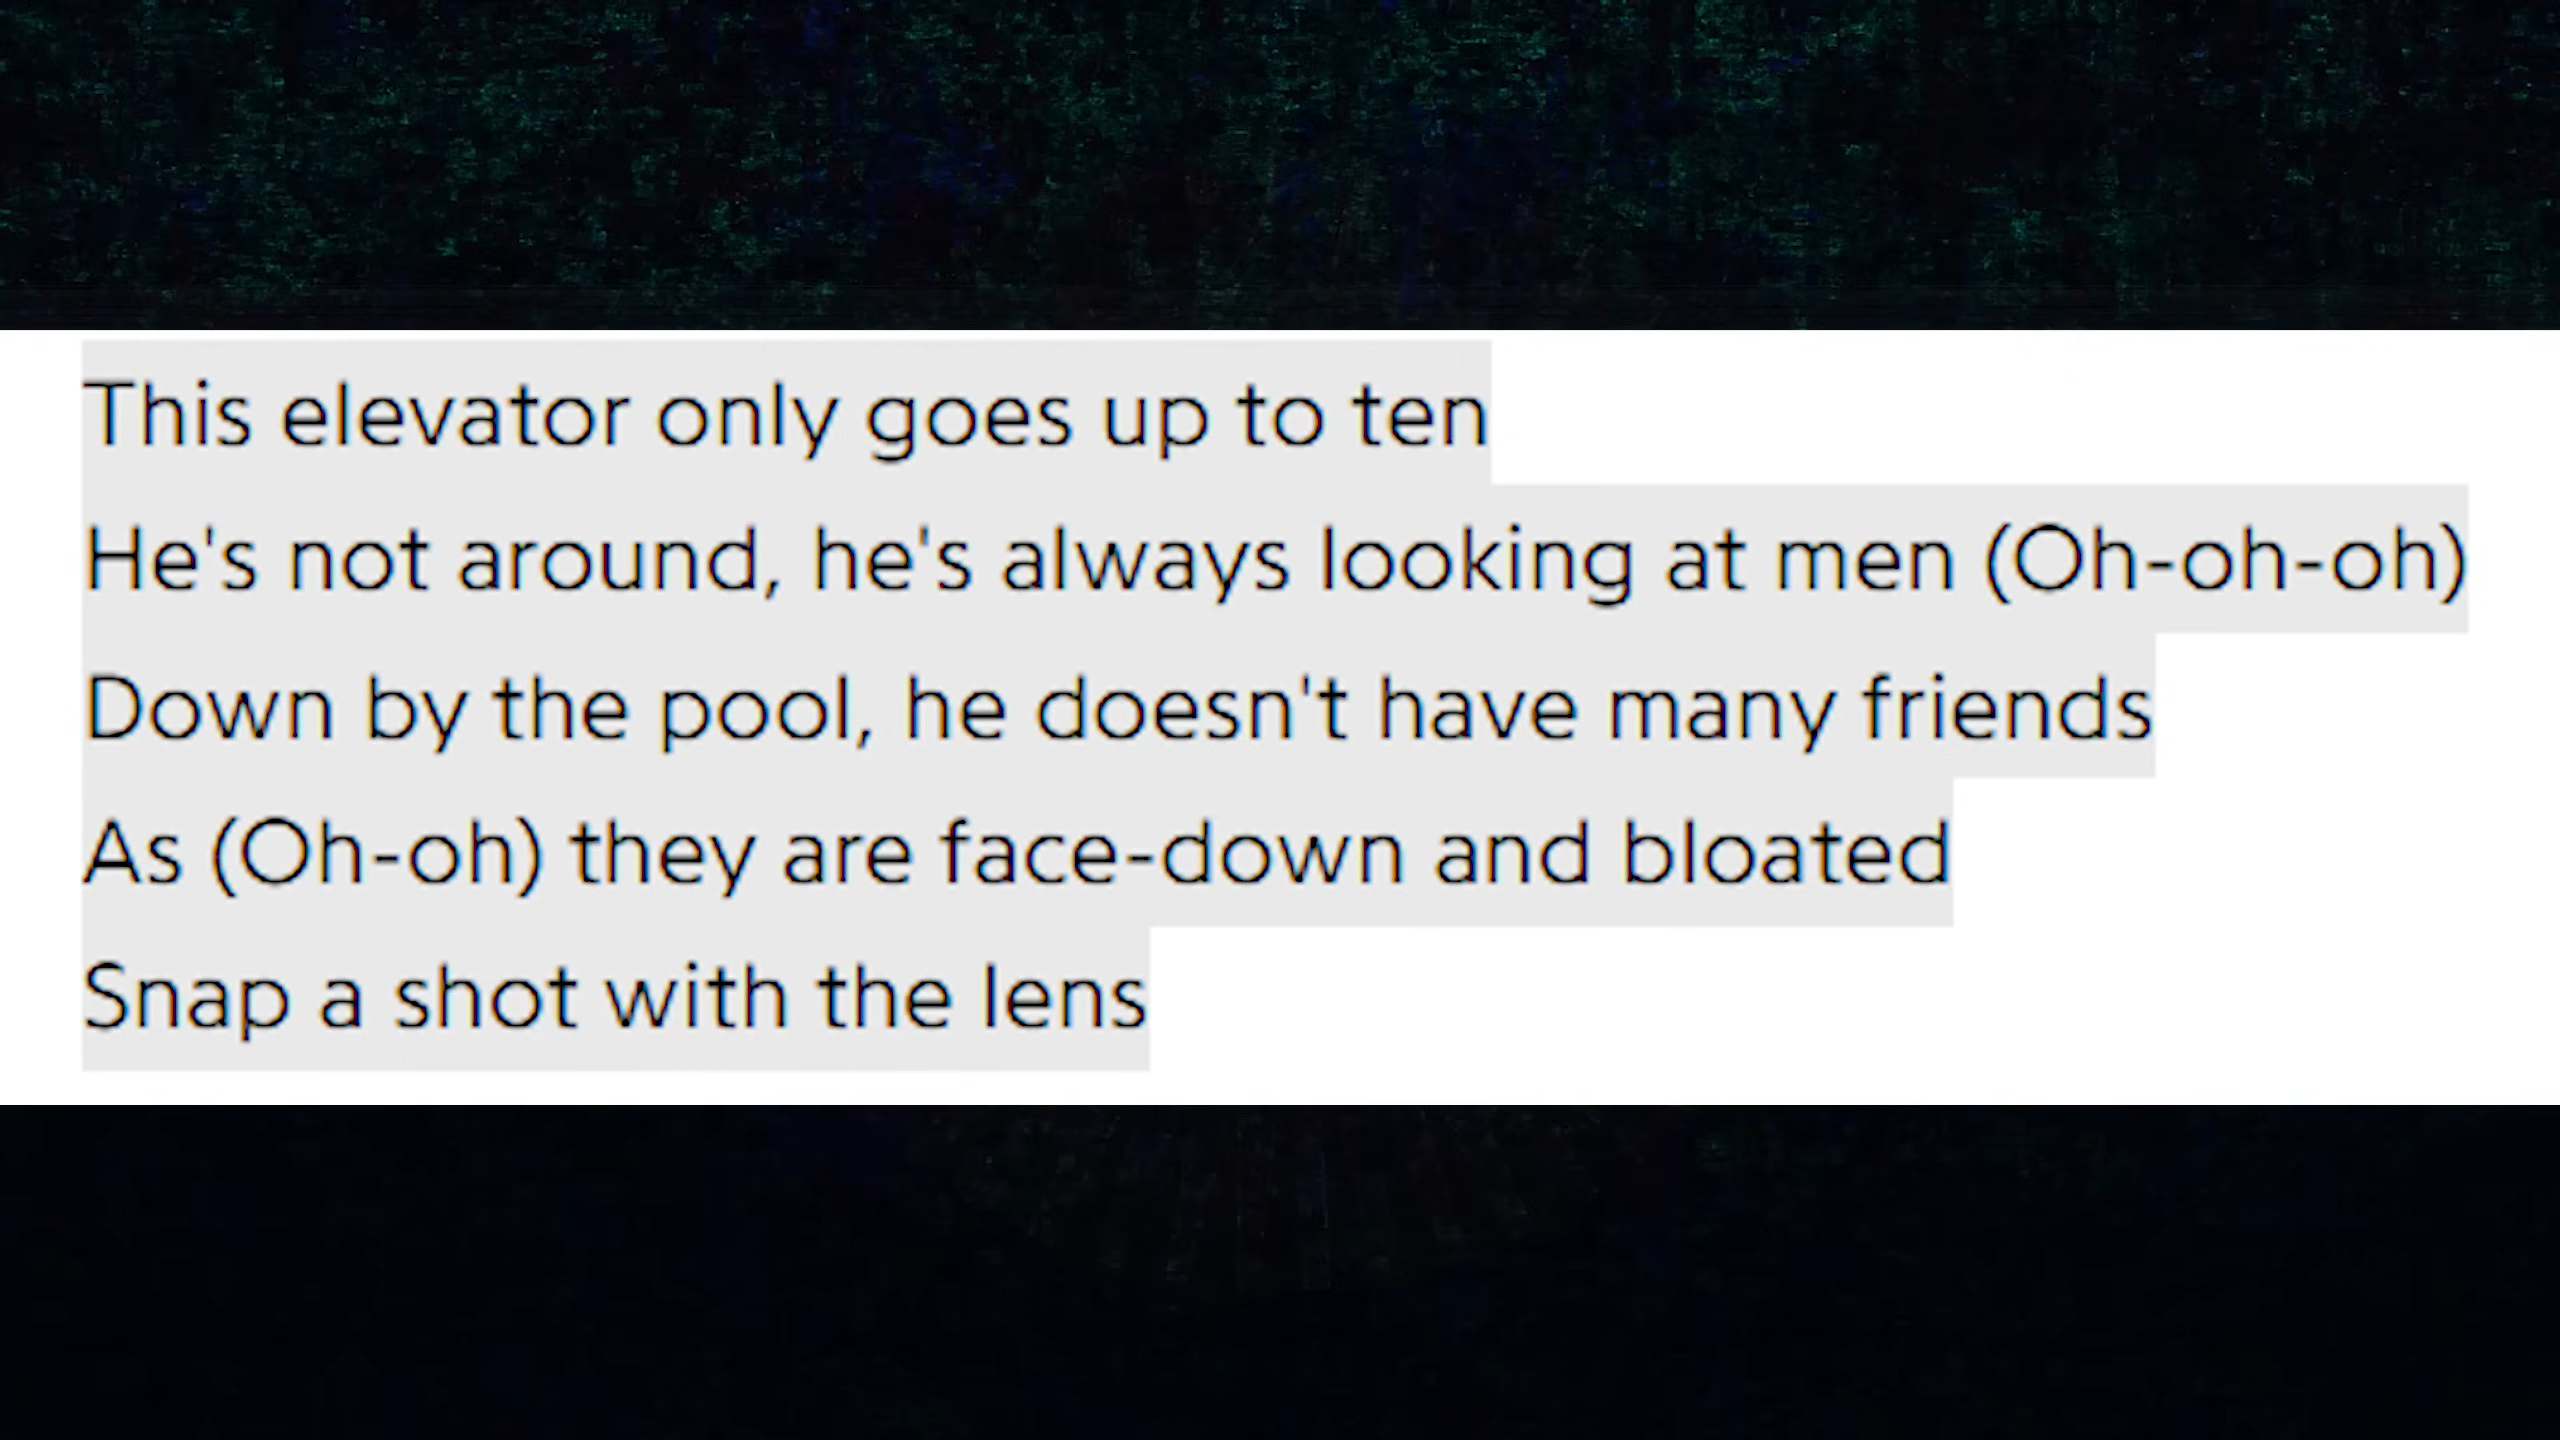 This elevator only goes up to ten
He's not around, he's always looking at men (Oh-oh-oh)
Down by the pool, he doesn't have many friends
As (Oh-oh) they are face-down and bloated
Snap a shot with the lens